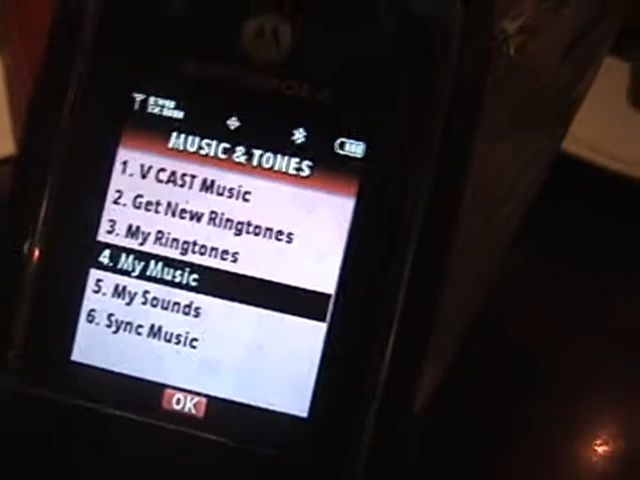 MOTOROLA
MUSIC & TONES
1. V CAST Music
2. Get New Ringtones
3. My Ringtones
4. My Music
5. My Sounds
6. Sync Music
OK